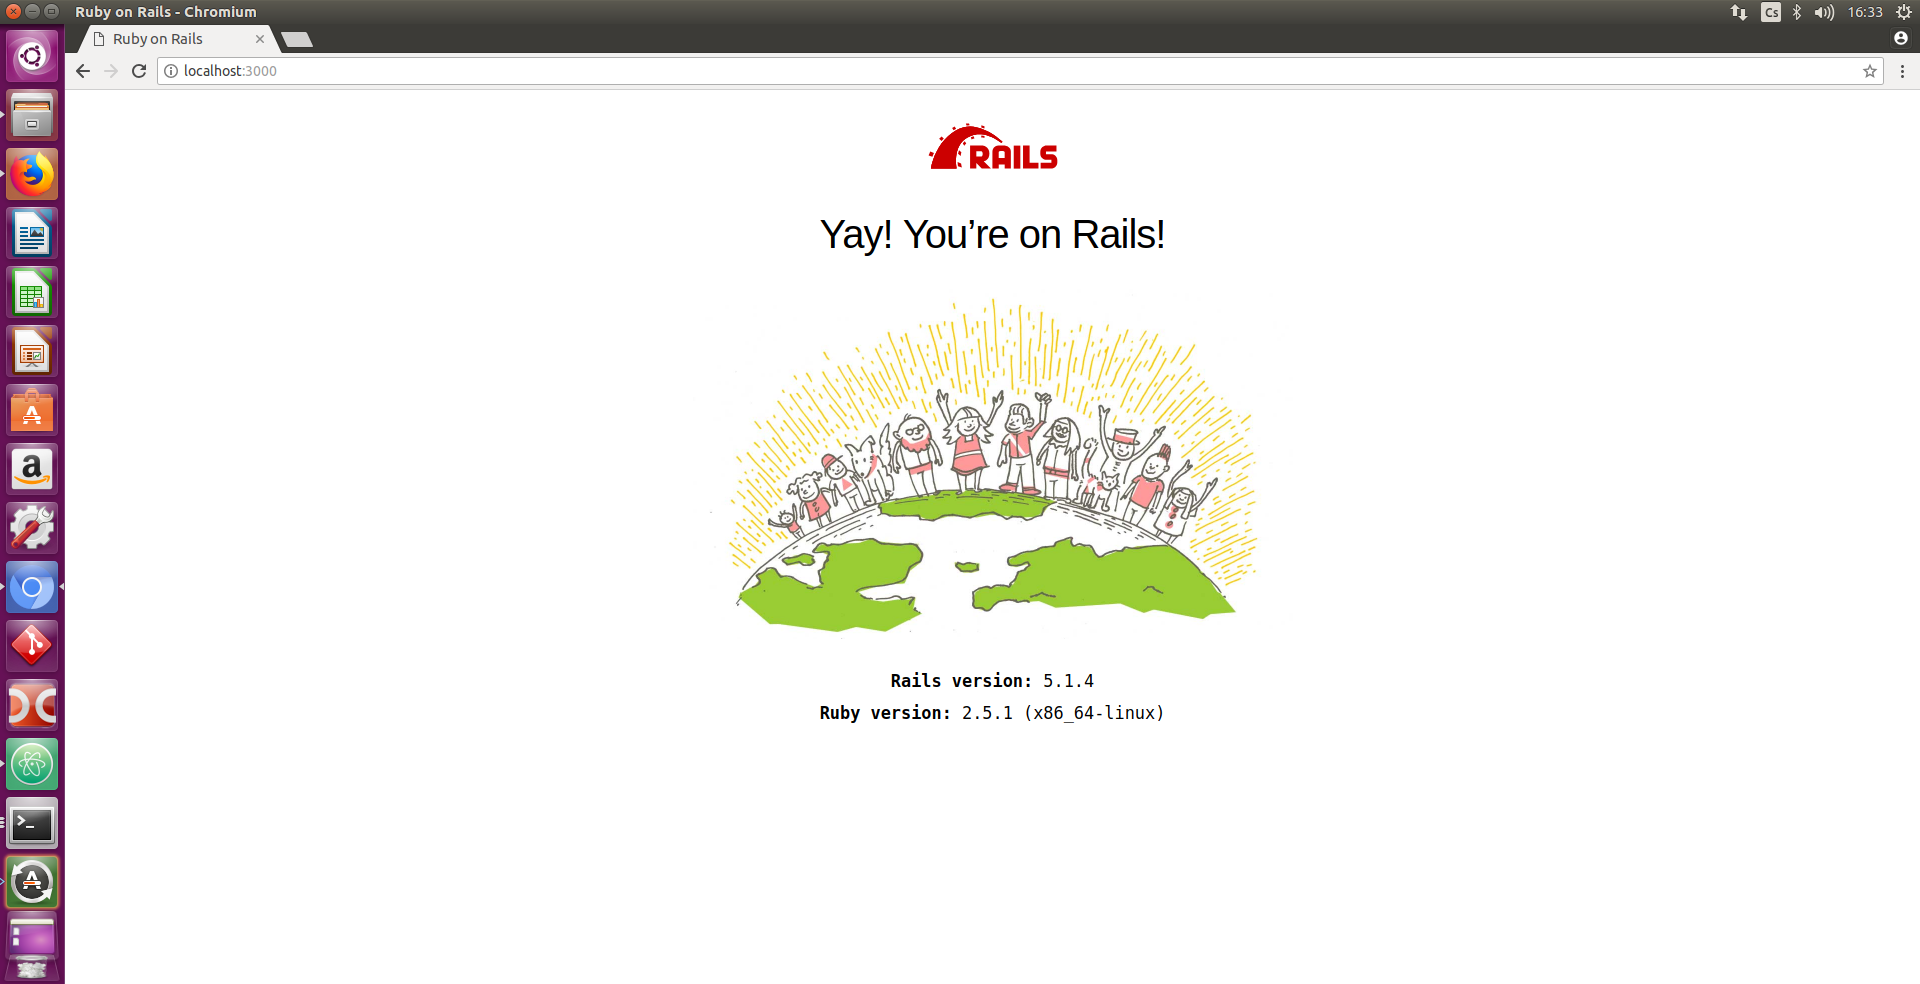 Ruby on Rails - Chromium
Cs
16:33
Ruby on Rails
localhost:3000
RAILS
Yay! You’re on Rails!
Rails version: 5.1.4
Ruby version: 2.5.1 (x86_64-linux)